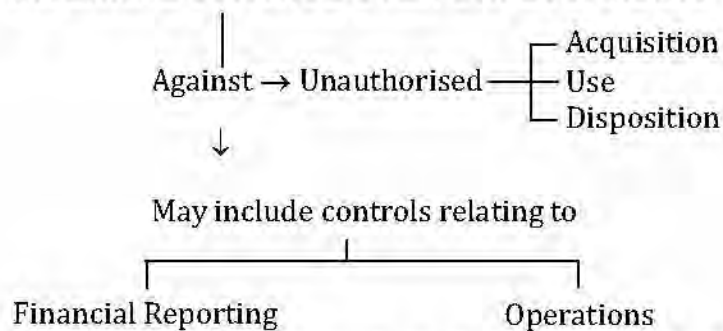 Acquisition
Against → Unauthorised Use
Disposition
↓
May include controls relating to
Financial Reporting Operations